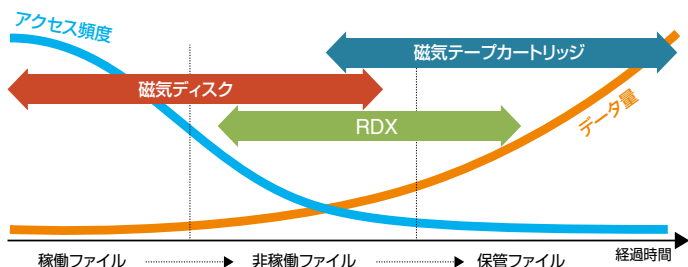 アクセス頻度
磁気テープカートリッジ
磁気ディスク
RDX
データ量
稼働ファイル
非稼働ファイル
保管ファイル
経過時間